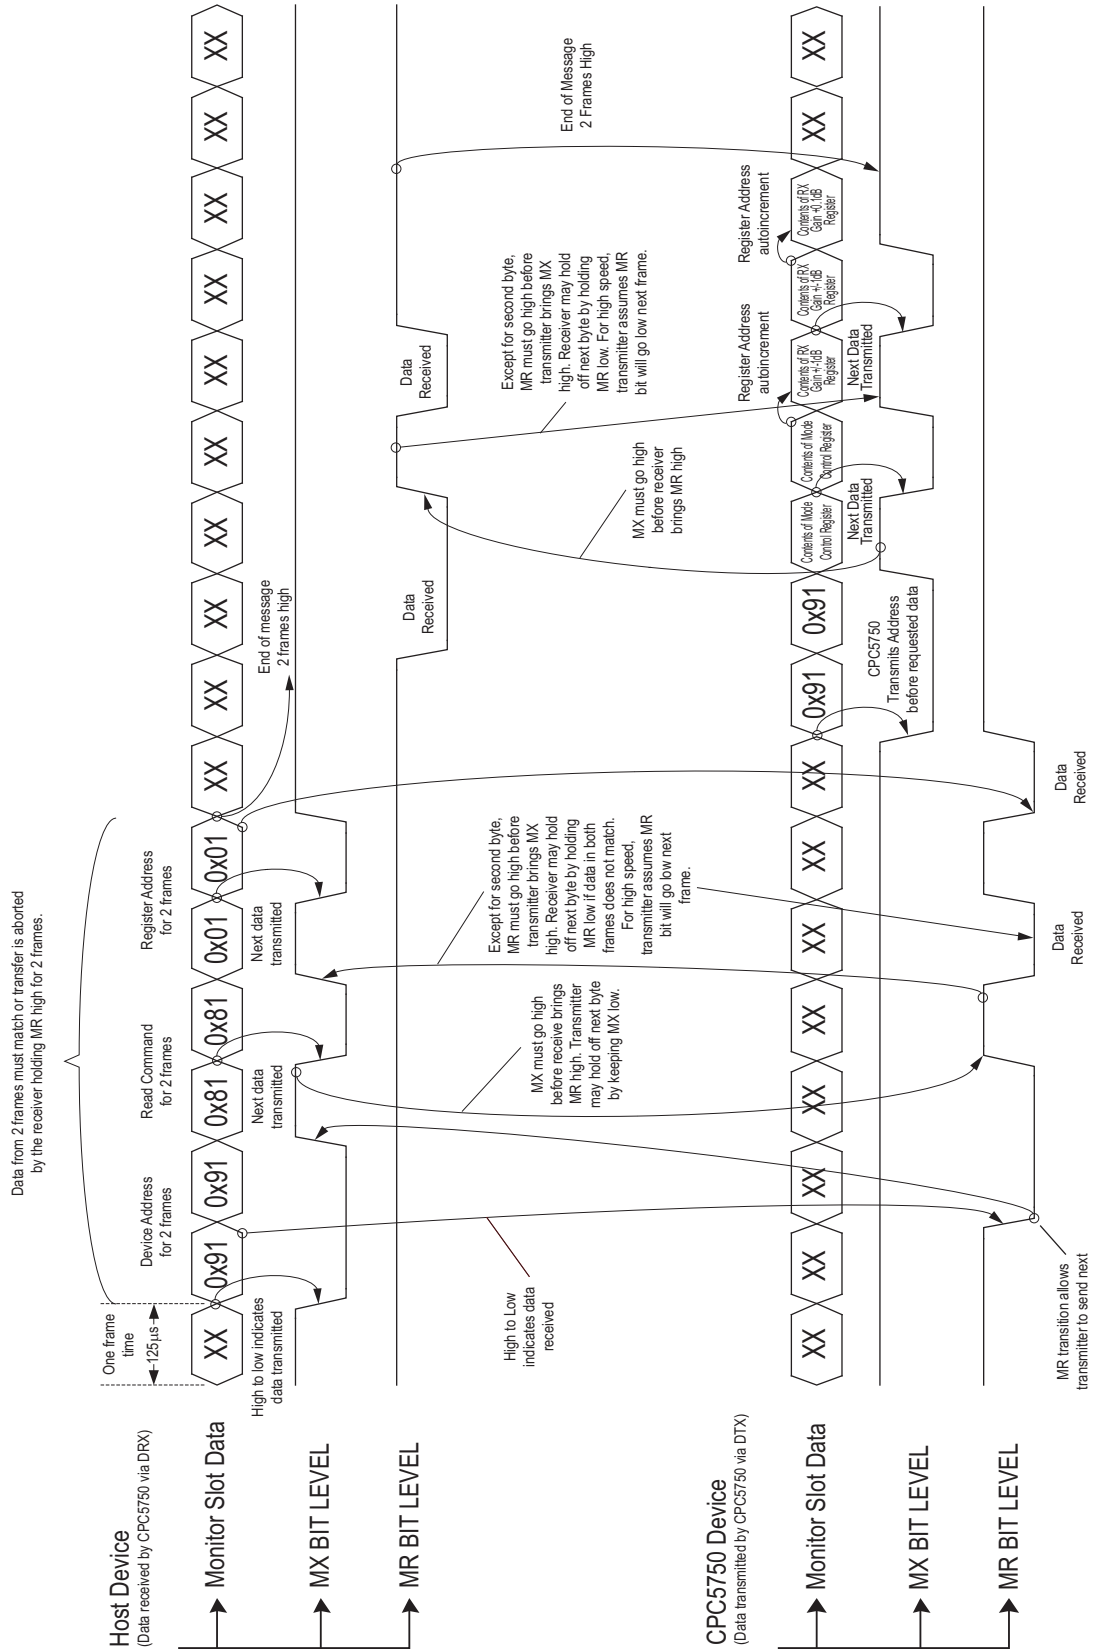 Data from 2 frames must match or transfer is aborted
by the receiver holding MR high for 2 frames.
One frame
time
125µs
Device Address
for 2 frames
Read Command
for 2 frames
Register Address
for 2 frames
Host Device
(Data received by CPC5750 via DRX)
Monitor Slot Data
XX
0x91
0x91
0x81
0x81
0x01
0x01
XX
XX
XX
XX
XX
XX
XX
XX
XX
XX
High to low indicates
data transmitted
Next data
transmitted
Next data
transmitted
End of message
2 frames high
MX BIT LEVEL
MR BIT LEVEL
Data
Received
Data
Received
High to Low
indicates data
received
MX must go high
before receive brings
MR high. Transmitter
may hold off next byte
by keeping MX low.
Except for second byte,
MR must go high before
transmitter brings MX
high. Receiver may hold
off next byte by holding
MR low if data in both
frames does not match.
For high speed,
transmitter assumes MR
bit will go low next
frame.
MX must go high
before receiver
brings MR high
Except for second byte,
MR must go high before
transmitter brings MX
high. Receiver may hold
off next byte by holding
MR low. For high speed,
transmitter assumes MR
bit will go low next frame.
End of Message
2 Frames High
Register Address
autoincrement
Register Address
autoincrement
CPC5750 Device
(Data transmitted by CPC5750 via DTX)
Monitor Slot Data
XX
XX
XX
XX
XX
XX
XX
XX
0x91
0x91
Contents of Mode
Control Register
Contents of Mode
Control Register
Contents of RX
Gain +/-1dB
Register
Contents of RX
Gain +/-1dB
Register
Contents of RX
Gain +0.1dB
Register
XX
XX
CPC5750
Transmits Address
before requested data
Next Data
Transmitted
Next Data
Transmitted
MX BIT LEVEL
MR BIT LEVEL
MR transition allows
transmitter to send next
Data
Received
Data
Received